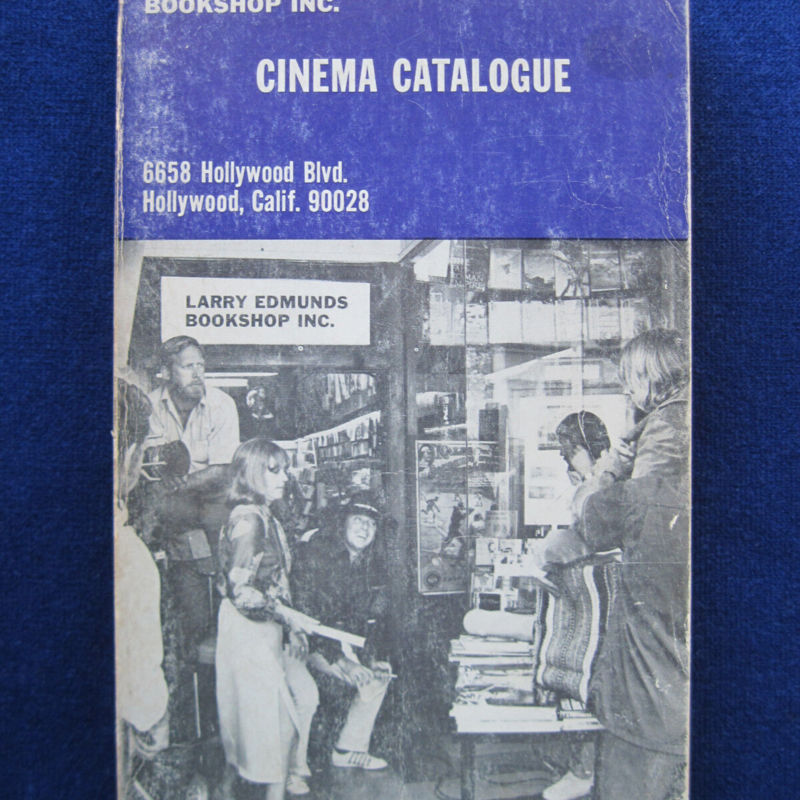 BOOKSHOP INC.
CINEMA CATALOGUE
6658 Hollywood Blvd.
Hollywood, Calif. 90028
LARRY EDMUNDS
BOOKSHOP INC.